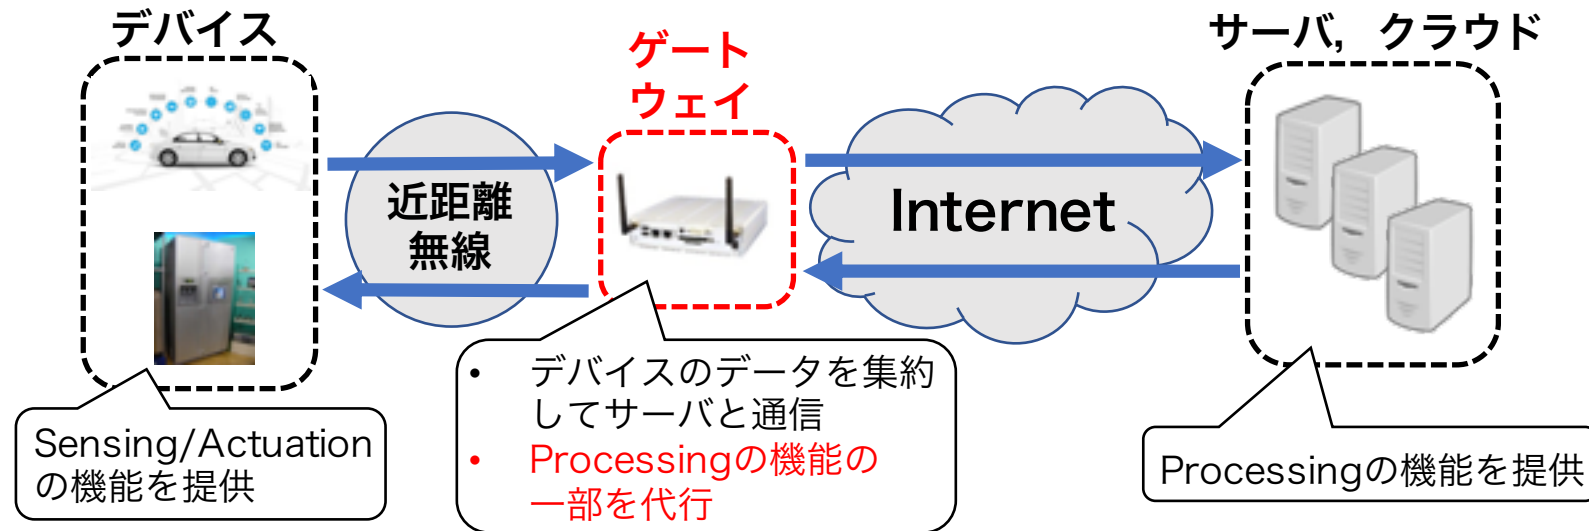 デバイス
ゲート
ウェイ
サーバ，クラウド
近距離
無線
Internet
Sensing/Actuation
の機能を提供
• デバイスのデータを集約
してサーバと通信
• Processingの機能の
一部を代行
Processingの機能を提供